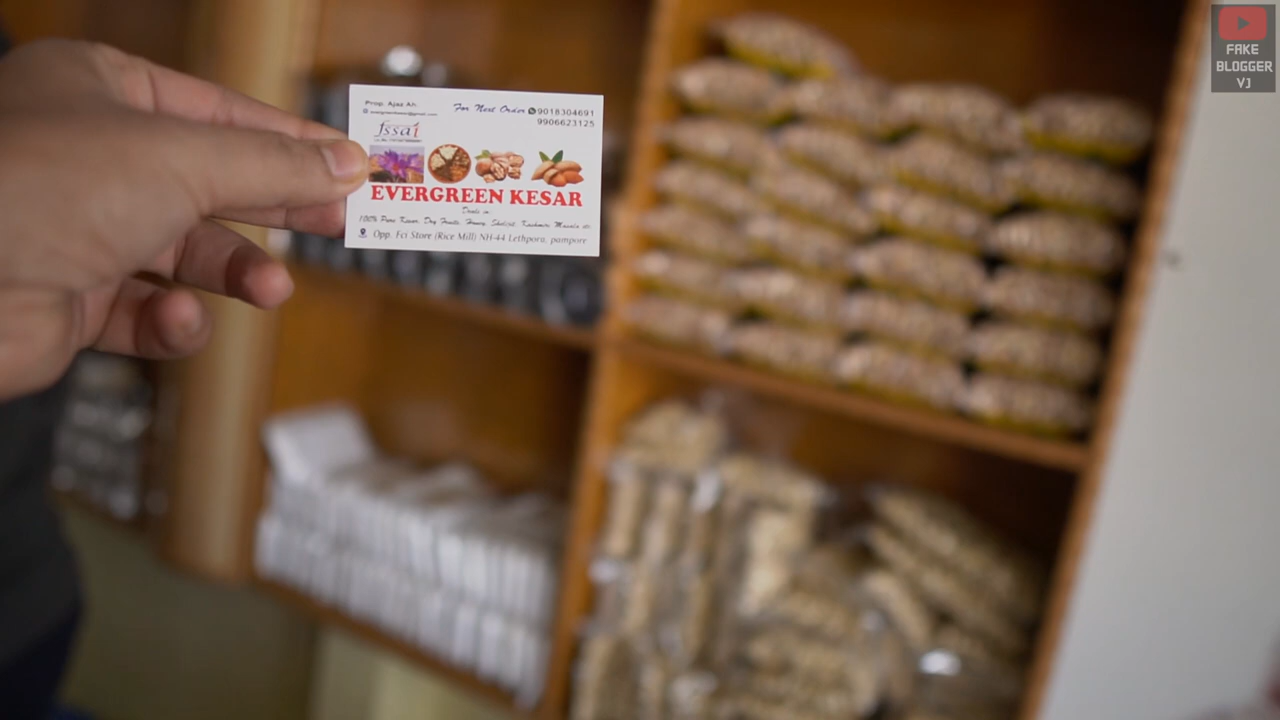 Prop. Ajaz Ah.
For Next Order 9018304691
9906623125
fssai
EVERGREEN KESAR
Deals in:
100% Pure Kesar, Dry Fruits, Honey, Shilajit, Kashmiri Masala etc
Opp. Fci Store (Rice Mill) NH-44 Lethpora, pampore
FAKE
BLOGGER
VJ